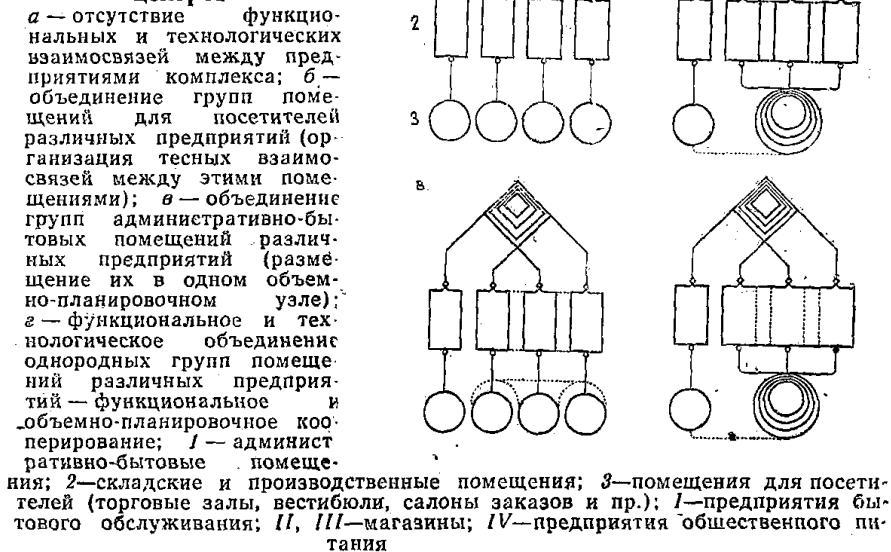 а — отсутствие функцио-
нальных и технологических
взаимосвязей между пред-
приятиями комплекса; б —
объединение групп поме-
щений для посетителей
различных предприятий (ор-
ганизация тесных взаимо-
связей между этими поме-
щениями); в — объединение
групп административно-бы-
товых помещений различ-
ных предприятий (разме-
щение их в одном объем-
но-планировочном узле);
г — функциональное и тех-
нологическое объединение
однородных групп помеще-
ний различных предприя-
тий — функциональное и
объемно-планировочное коо-
перирование; 1 — админист
ративно-бытовые помеще-
ния; 2—складские и производственные помещения; 3—помещения для посети-
телей (торговые залы, вестибюли, салоны заказов и пр.); I—предприятия бы-
тового обслуживания; II, III—магазины; IV—предприятия общественного пи-
тания
2
3
в.